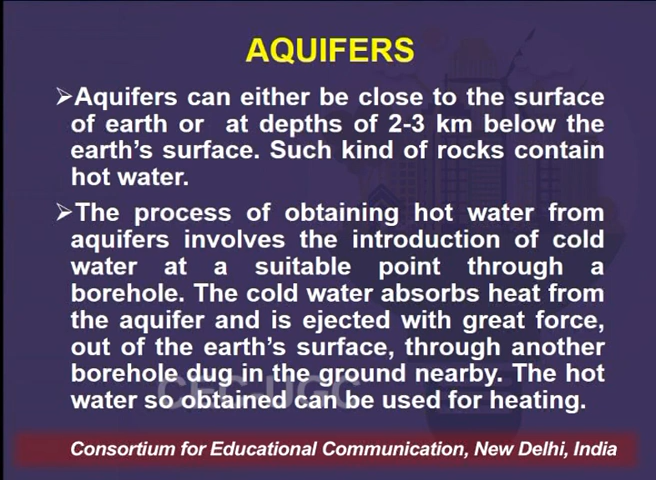 AQUIFERS
➢Aquifers can either be close to the surface
of earth or at depths of 2-3 km below the
earth's surface. Such kind of rocks contain
hot water.
➢The process of obtaining hot water from
aquifers involves the introduction of cold
water at a suitable point through a
borehole. The cold water absorbs heat from
the aquifer and is ejected with great force,
out of the earth's surface, through another
borehole dug in the ground nearby. The hot
water so obtained can be used for heating.
CEC-UGC
Consortium for Educational Communication, New Delhi, India